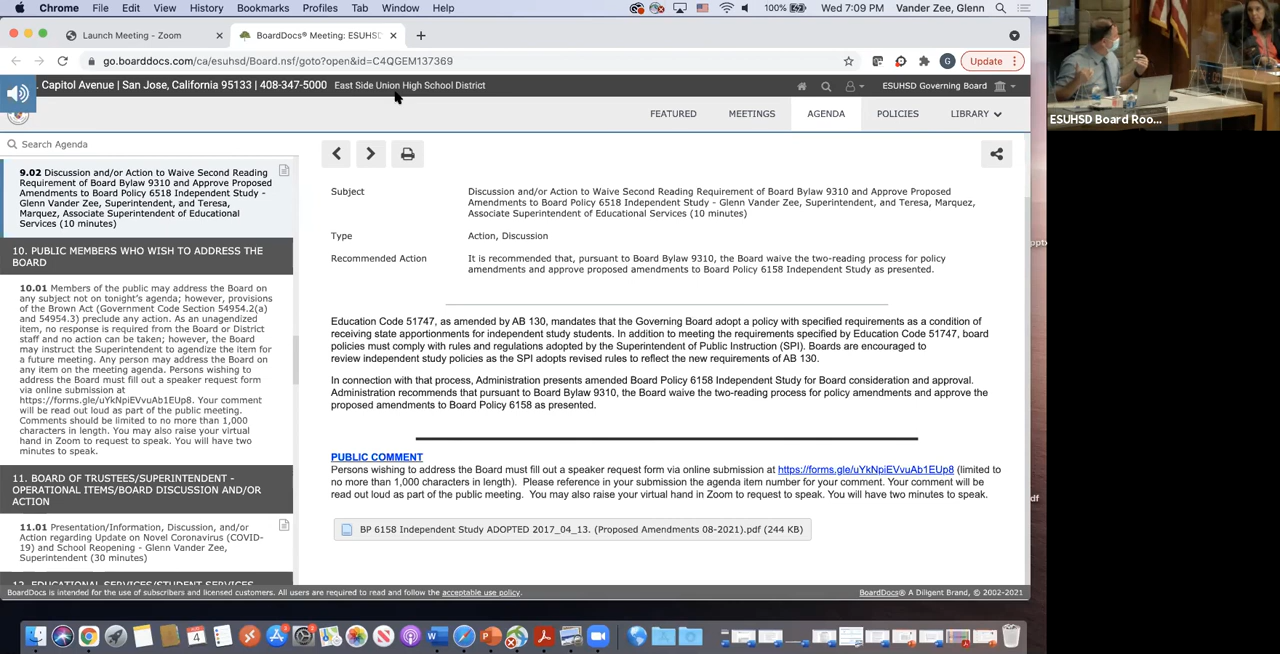 Chrome File Edit View History Bookmarks Profiles Tab Window Help 100% Wed 7:09 PM Vander Zee, Glenn
Launch Meeting - Zoom
BoardDocs® Meeting: ESUHSD
go.boarddocs.com/ca/esuhsd/Board.nsf/goto?open&id=C4QGEM137369
Update
Capitol Avenue | San Jose, California 95133 | 408-347-5000 East Side Union High School District
ESUHSD Governing Board
FEATURED MEETINGS AGENDA POLICIES LIBRARY
Search Agenda
9.02 Discussion and/or Action to Waive Second Reading
Requirement of Board Bylaw 9310 and Approve Proposed
Amendments to Board Policy 6518 Independent Study -
Glenn Vander Zee, Superintendent, and Teresa,
Marquez, Associate Superintendent of Educational
Services (10 minutes)
10. PUBLIC MEMBERS WHO WISH TO ADDRESS THE
BOARD
10.01 Members of the public may address the Board on
any subject not on tonight's agenda; however, provisions
of the Brown Act (Government Code Section 54954.2(a)
and 54954.3) preclude any action. As an unagendized
item, no response is required from the Board or District
staff and no action can be taken; however, the Board
may instruct the Superintendent to agendize the item for
a future meeting. Any person may address the Board on
any item on the meeting agenda. Persons wishing to
address the Board must fill out a speaker request form
via online submission at
https://forms.gle/uYkNpiEVvuAb1EUp8. Your comment
will be read out loud as part of the public meeting.
Comments should be limited to no more than 1,000
characters in length. You may also raise your virtual
hand in Zoom to request to speak. You will have two
minutes to speak.
11. BOARD OF TRUSTEES/SUPERINTENDENT -
OPERATIONAL ITEMS/BOARD DISCUSSION AND/OR
ACTION
11.01 Presentation/Information, Discussion, and/or
Action regarding Update on Novel Coronavirus (COVID-
19) and School Reopening - Glenn Vander Zee,
Superintendent (30 minutes)
12. EDUCATIONAL SERVICES/STUDENT SERVICES
Subject
Discussion and/or Action to Waive Second Reading Requirement of Board Bylaw 9310 and Approve Proposed
Amendments to Board Policy 6518 Independent Study - Glenn Vander Zee, Superintendent, and Teresa, Marquez,
Associate Superintendent of Educational Services (10 minutes)
Type
Action, Discussion
Recommended Action
It is recommended that, pursuant to Board Bylaw 9310, the Board waive the two-reading process for policy
amendments and approve proposed amendments to Board Policy 6158 Independent Study as presented.
Education Code 51747, as amended by AB 130, mandates that the Governing Board adopt a policy with specified requirements as a condition of
receiving state apportionments for independent study students. In addition to meeting the requirements specified by Education Code 51747, board
policies must comply with rules and regulations adopted by the Superintendent of Public Instruction (SPI). Boards are encouraged to
review independent study policies as the SPI adopts revised rules to reflect the new requirements of AB 130.
In connection with that process, Administration presents amended Board Policy 6158 Independent Study for Board consideration and approval.
Administration recommends that pursuant to Board Bylaw 9310, the Board waive the two-reading process for policy amendments and approve the
proposed amendments to Board Policy 6158 as presented.
PUBLIC COMMENT
Persons wishing to address the Board must fill out a speaker request form via online submission at https://forms.gle/uYkNpiEVvuAb1EUp8 (limited to
no more than 1,000 characters in length). Please reference in your submission the agenda item number for your comment. Your comment will be
read out loud as part of the public meeting. You may also raise your virtual hand in Zoom to request to speak. You will have two minutes to speak.
BP 6158 Independent Study ADOPTED 2017_04_13. (Proposed Amendments 08-2021).pdf (244 KB)
BoardDocs is intended for the use of subscribers and licensed customers. All users are required to read and follow the acceptable use policy.
BoardDocs® A Diligent Brand, © 2002-2021
ESUHSD Board Roo...